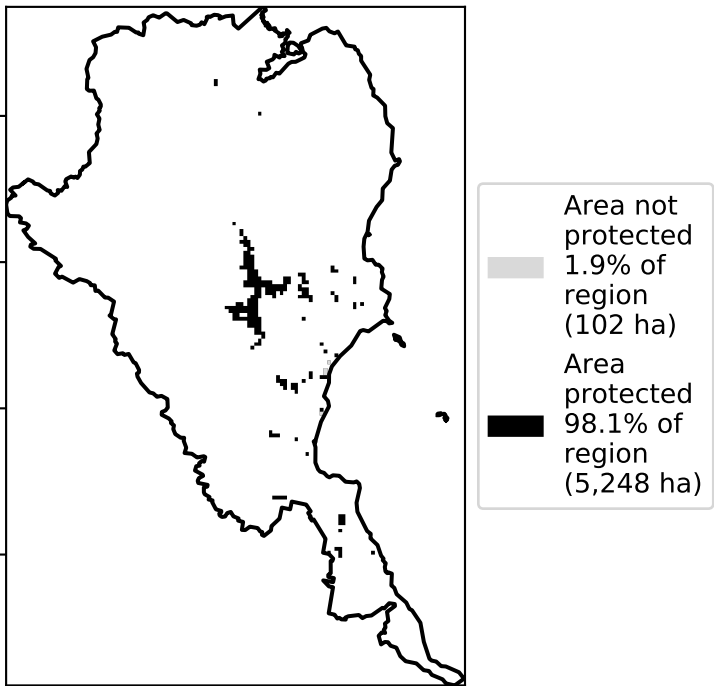 Area not
protected
1.9% of
region
(102 ha)
Area
protected
98.1% of
region
(5,248 ha)